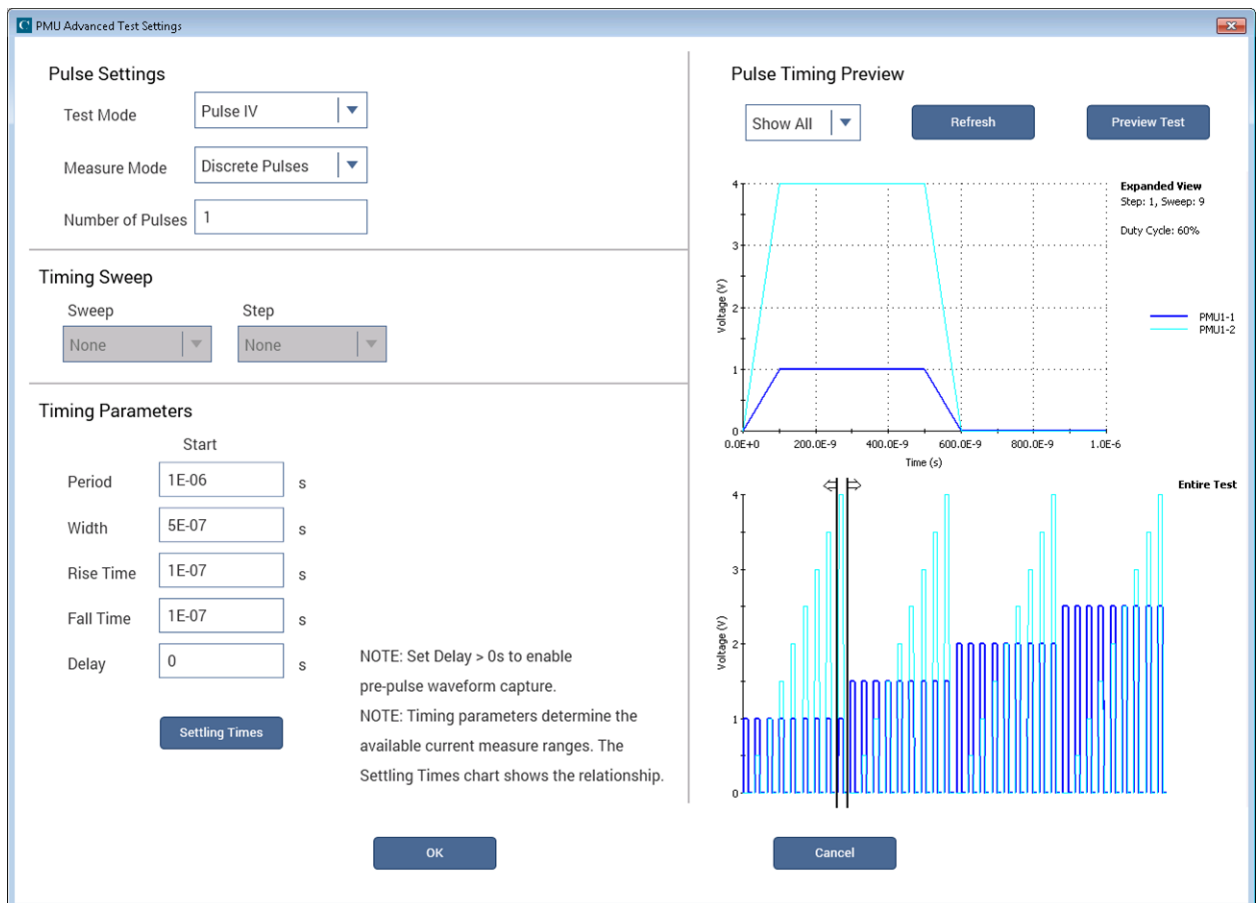 PMU Advanced Test Settings
Pulse Settings
Test Mode
Pulse IV
Measure Mode
Discrete Pulses
Number of Pulses
1
Timing Sweep
Sweep
Step
None
None
Timing Parameters
Start
Period
1E-06
s
Width
5E-07
s
Rise Time
1E-07
s
Fall Time
1E-07
s
Delay
0
s
Settling Times
NOTE: Set Delay > 0s to enable
pre-pulse waveform capture.
NOTE: Timing parameters determine the
available current measure ranges. The
Settling Times chart shows the relationship.
OK
Pulse Timing Preview
Show All
Refresh
Preview Test
Expanded View
Step: 1, Sweep: 9
Duty Cycle: 60%
PMU1-1
PMU1-2
Voltage (V)
4
3
2
1
0
0.0E+0
200.0E-9
400.0E-9
600.0E-9
800.0E-9
1.0E-6
Time (s)
Entire Test
Voltage (V)
4
3
2
1
0
Cancel